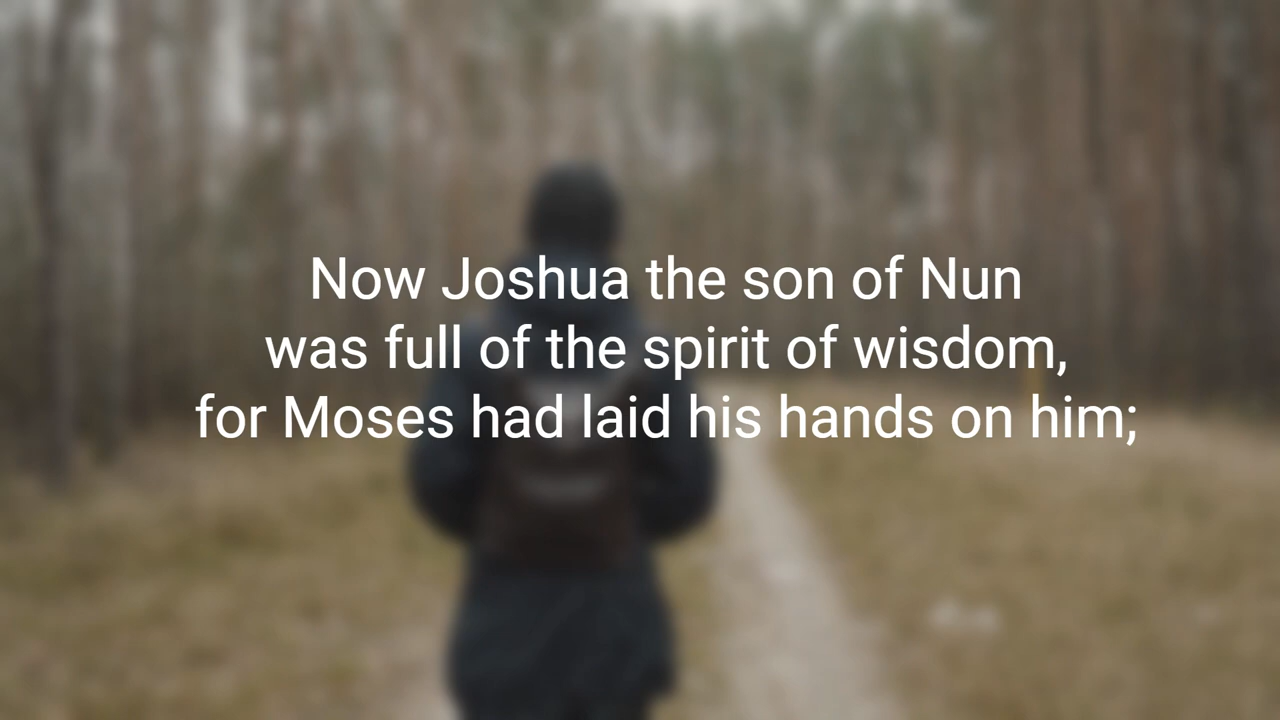 Now Joshua the son of Nun
was full of the spirit of wisdom,
for Moses had laid his hands on him;